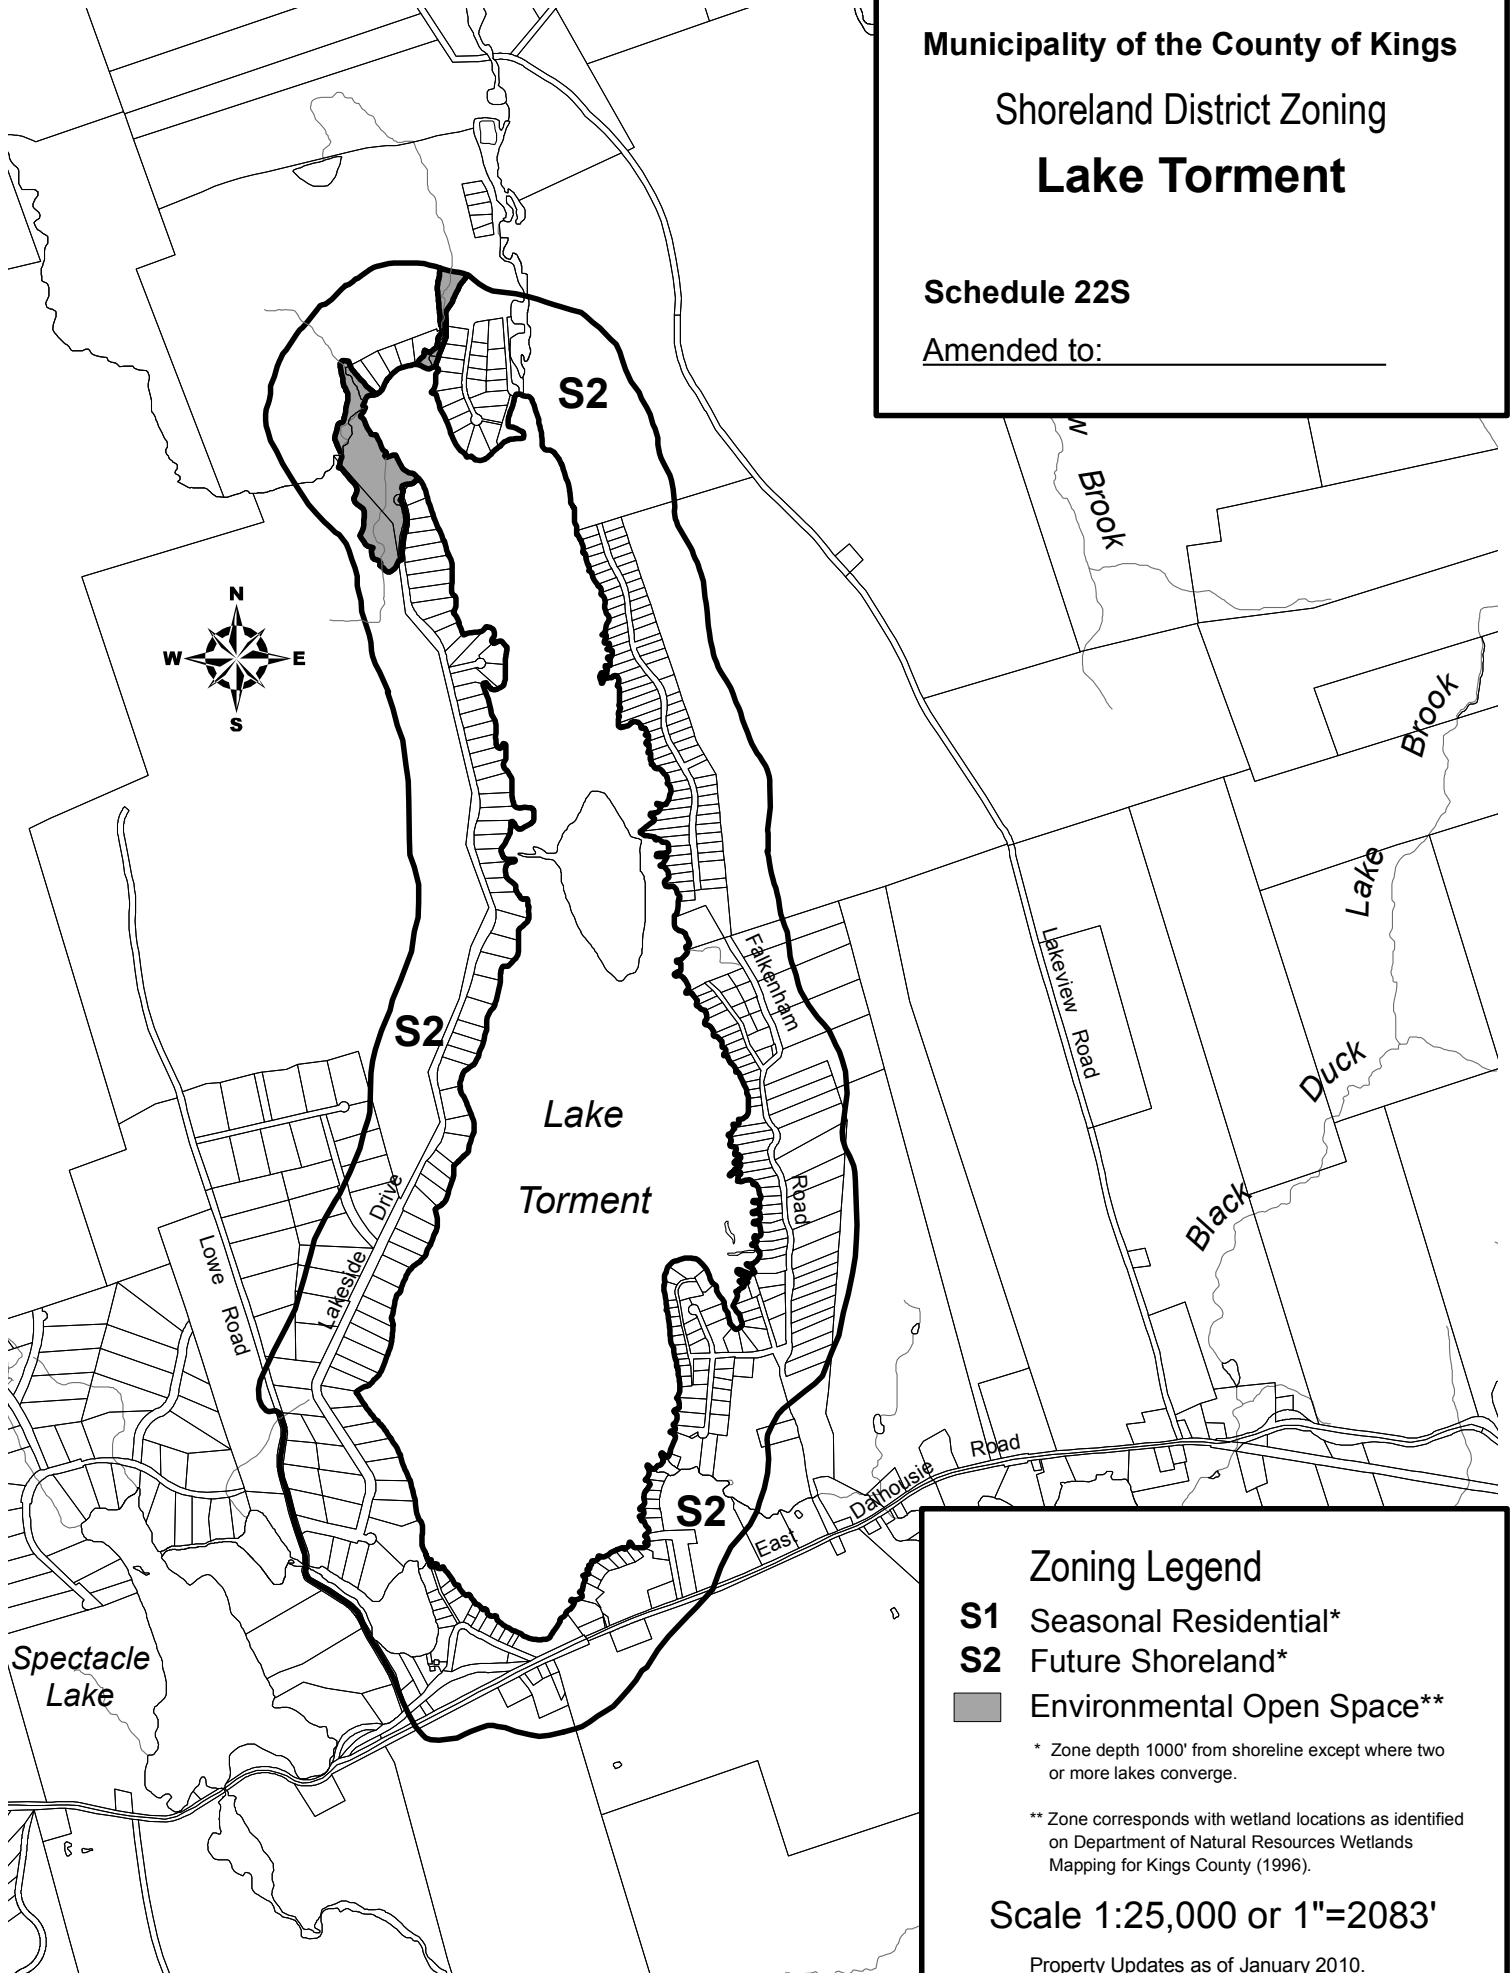 Municipality of the County of Kings
Shoreland District Zoning
Lake Torment
Schedule 22S
Amended to:
S2
w
Brook
N
W
E
S
Brook
Lake
Duck
Black
Falkenham
Road
Lakeview
Road
S2
Lake
Torment
Drive
Lakeside
Lowe
Road
S2
East
Dalhousie
Road
Spectacle
Lake
Zoning Legend
S1 Seasonal Residential*
S2 Future Shoreland*
Environmental Open Space**
* Zone depth 1000' from shoreline except where two
or more lakes converge.
** Zone corresponds with wetland locations as identified
on Department of Natural Resources Wetlands
Mapping for Kings County (1996).
Scale 1:25,000 or 1"=2083'
Property Updates as of January 2010.